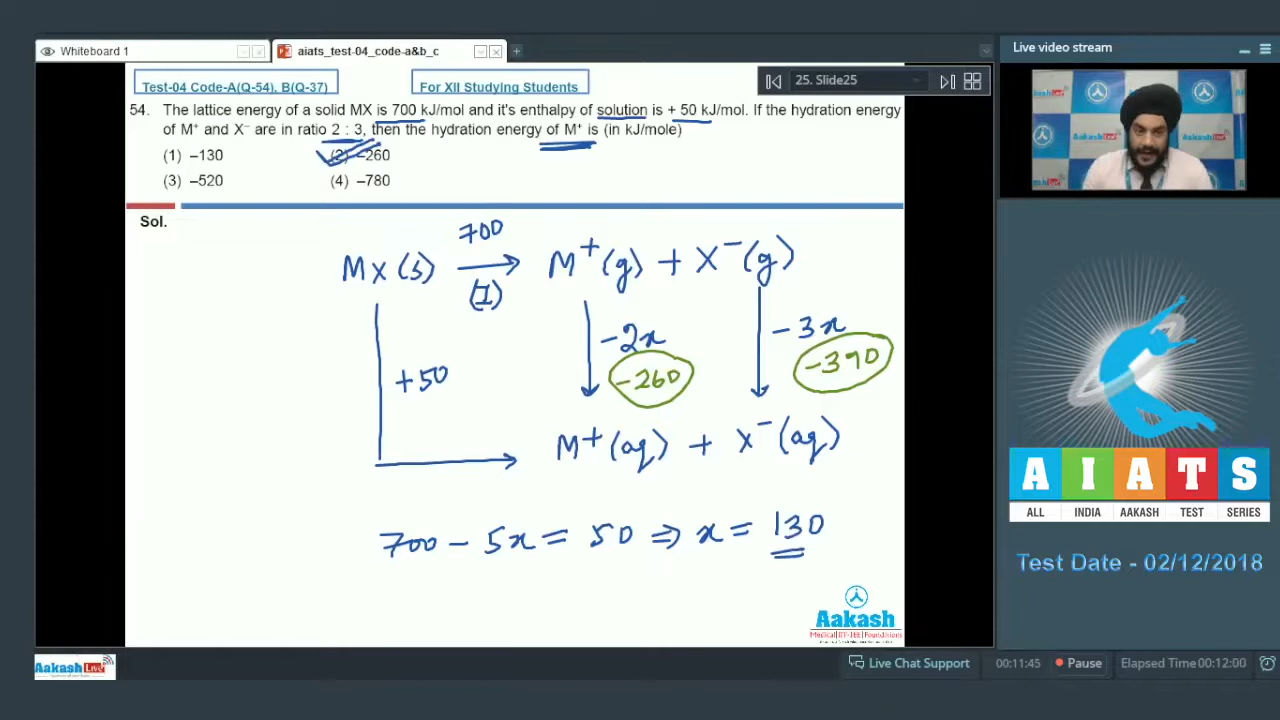 Whiteboard 1
aiats_test-04_code-a&b_c
Live video stream
Test-04 Code-A(Q-54), B(Q-37)
For XII Studying Students
25. Slide25
54. The lattice energy of a solid MX is 700 kJ/mol and it's enthalpy of solution is + 50 kJ/mol. If the hydration energy
of M⁺ and X⁻ are in ratio 2 : 3, then the hydration energy of M⁺ is (in kJ/mole)
(1) –130 (2) –260
(3) –520 (4) –780
Sol.
700
MX(s) → M⁺(g) + X⁻(g)
(I)
-2x -3x
+50 -260 -390
M⁺(aq) + X⁻(aq)
700 - 5x = 50 ⇒ x = 130
Aakash
Medical|IIT-JEE|Foundations
AIATS
ALL INDIA AAKASH TEST SERIES
Test Date - 02/12/2018
Aakash Live
Live Chat Support
00:11:45
Pause
Elapsed Time 00:12:00